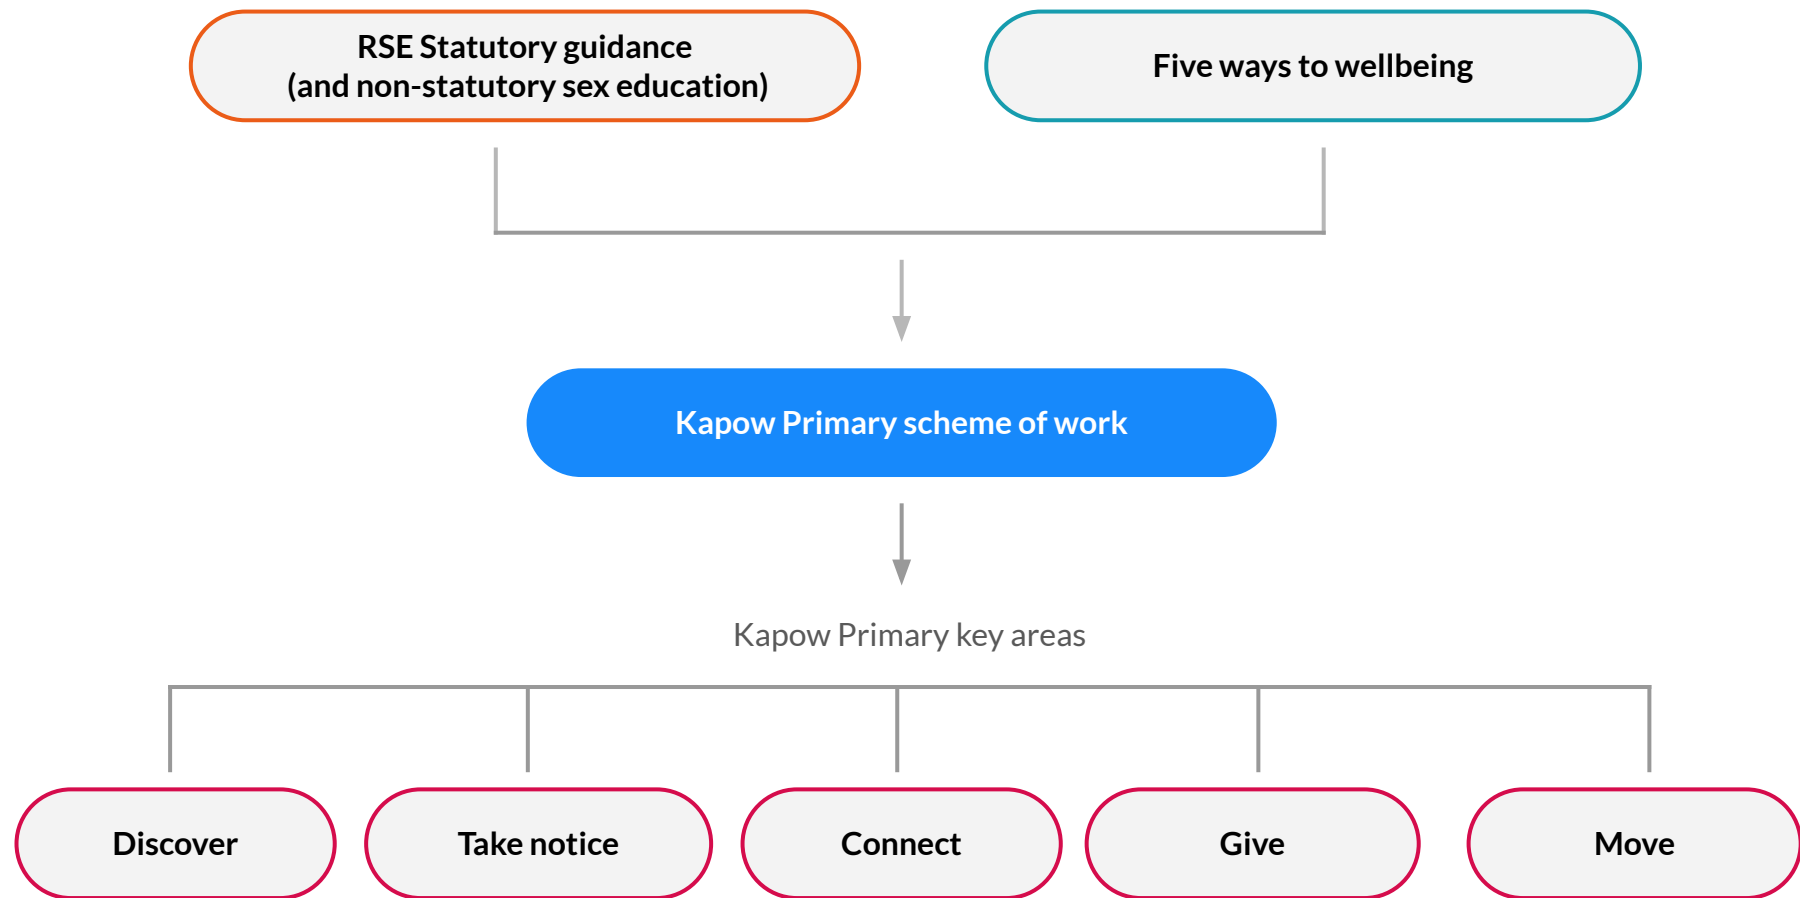 RSE Statutory guidance
(and non-statutory sex education)
Five ways to wellbeing
Kapow Primary scheme of work
Kapow Primary key areas
Discover
Take notice
Connect
Give
Move